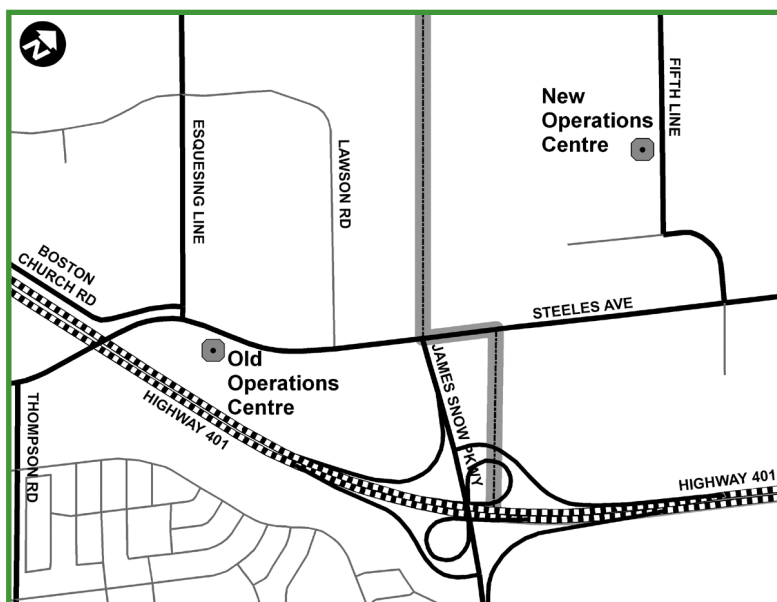 N
New
Operations
Centre
FIFTH LINE
ESQUESING LINE
LAWSON RD
BOSTON
CHURCH RD
STEELES AVE
Old
Operations
Centre
JAMES SNOW PKWY
HIGHWAY 401
THOMPSON RD
HIGHWAY 401